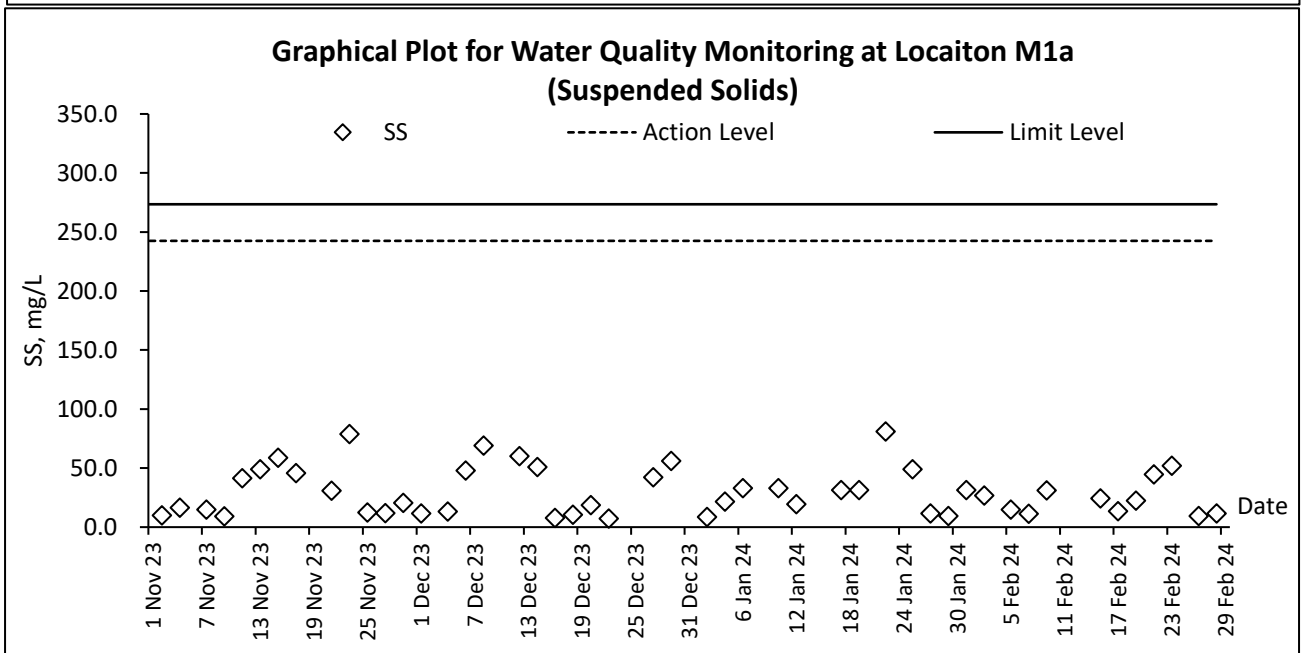 Graphical Plot for Water Quality Monitoring at Locaiton M1a
(Suspended Solids)
350.0
300.0
250.0
200.0
150.0
100.0
50.0
0.0
SS, mg/L
SS
Action Level
Limit Level
Date
1 Nov 23
7 Nov 23
13 Nov 23
19 Nov 23
25 Nov 23
1 Dec 23
7 Dec 23
13 Dec 23
19 Dec 23
25 Dec 23
31 Dec 23
6 Jan 24
12 Jan 24
18 Jan 24
24 Jan 24
30 Jan 24
5 Feb 24
11 Feb 24
17 Feb 24
23 Feb 24
29 Feb 24